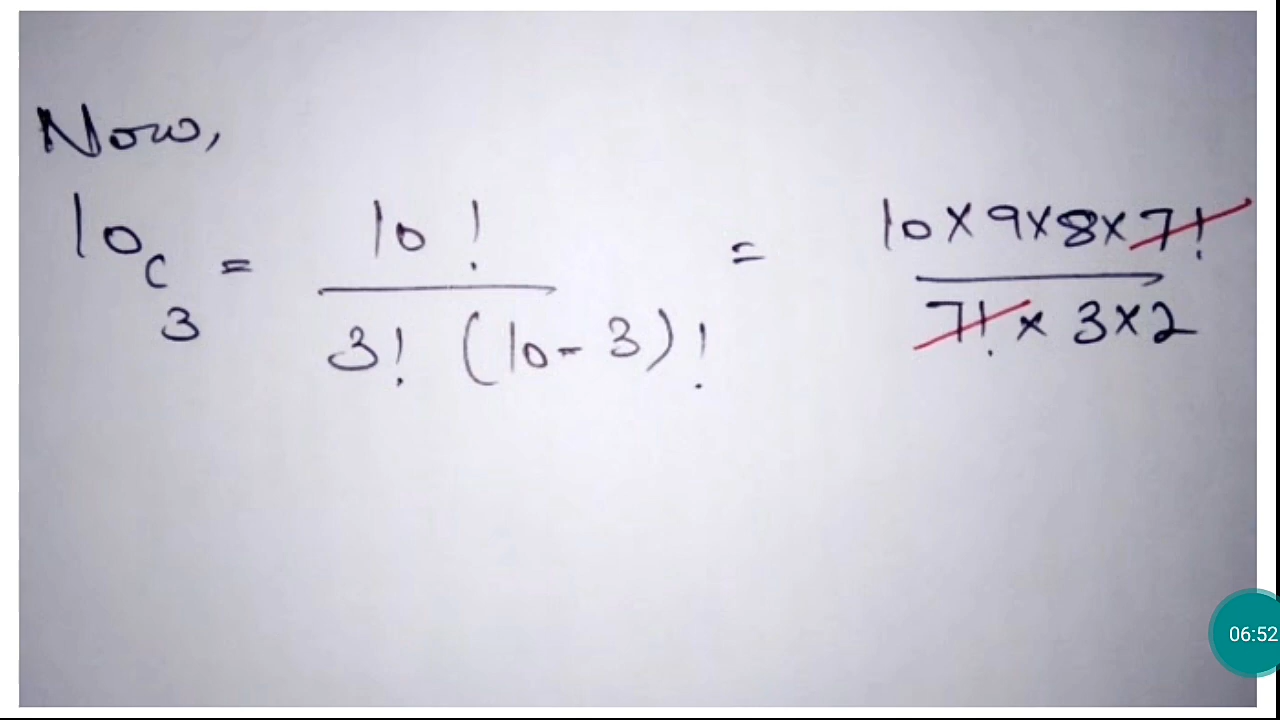 Now,
10C3 = 10! / 3! (10-3)! = 10×9×8×7! / 7! × 3×2
06:52